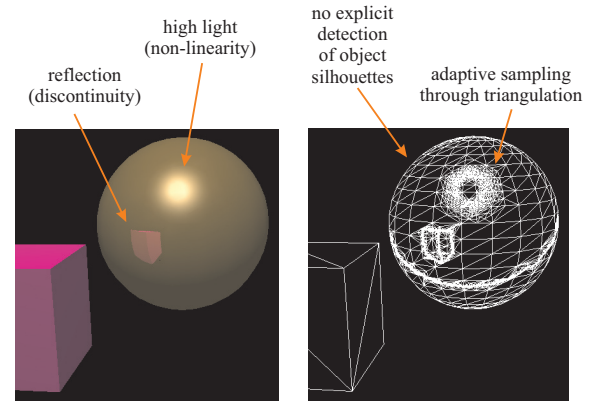 high light
(non-linearity)
reflection
(discontinuity)
no explicit
detection
of object
silhouettes
adaptive sampling
through triangulation